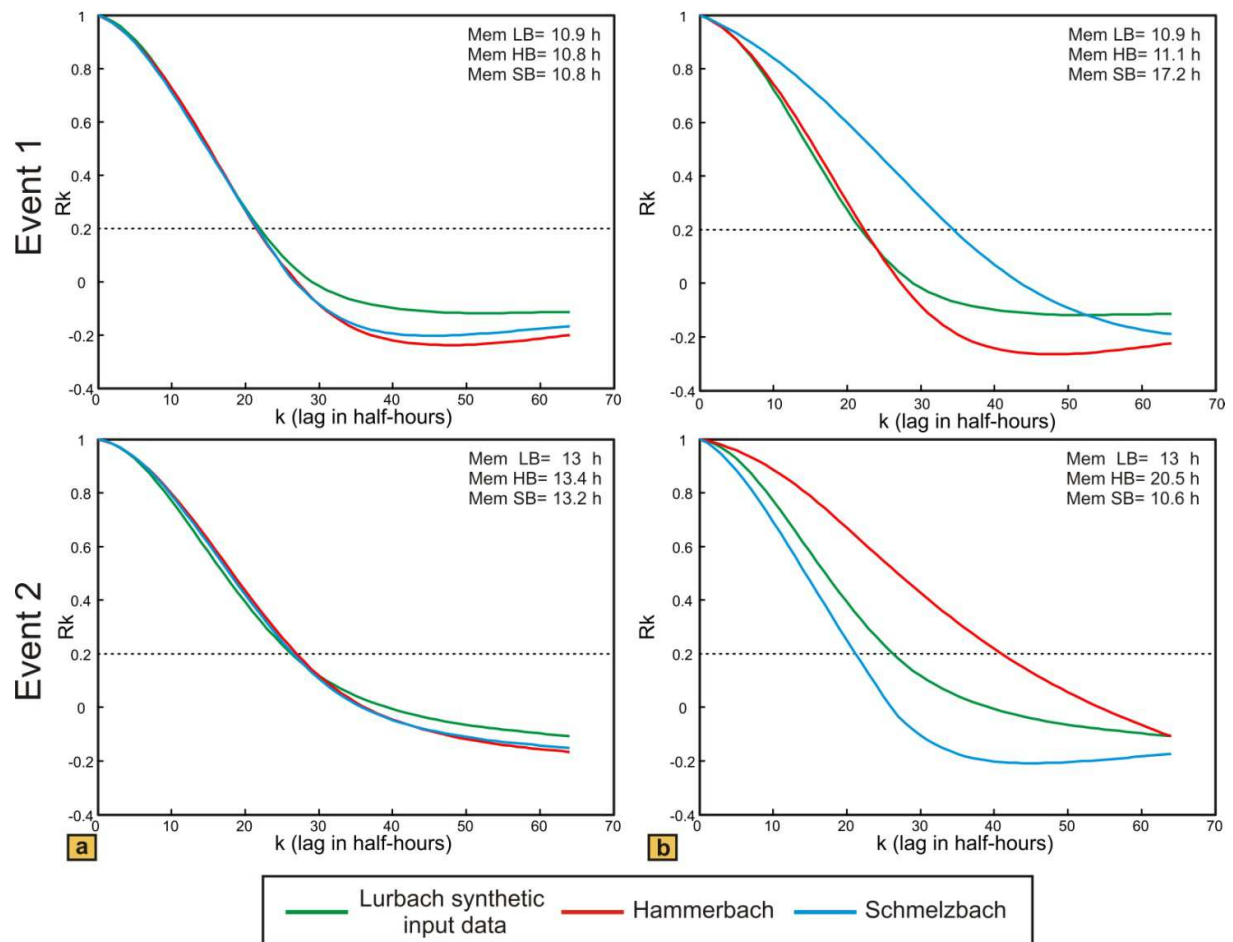 Event 1
1
0.8
0.6
0.4
0.2
0
-0.2
-0.4
Rk
Mem LB= 10.9 h
Mem HB= 10.8 h
Mem SB= 10.8 h
0 10 20 30 40 50 60 70
k (lag in half-hours)
1
0.8
0.6
0.4
0.2
0
-0.2
-0.4
Rk
Mem LB= 10.9 h
Mem HB= 11.1 h
Mem SB= 17.2 h
0 10 20 30 40 50 60 70
k (lag in half-hours)
Event 2
1
0.8
0.6
0.4
0.2
0
-0.2
-0.4
Rk
Mem LB= 13 h
Mem HB= 13.4 h
Mem SB= 13.2 h
0 10 20 30 40 50 60 70
k (lag in half-hours)
a
1
0.8
0.6
0.4
0.2
0
-0.2
-0.4
Rk
Mem LB= 13 h
Mem HB= 20.5 h
Mem SB= 10.6 h
0 10 20 30 40 50 60 70
k (lag in half-hours)
b
Lurbach synthetic
input data
Hammerbach
Schmelzbach